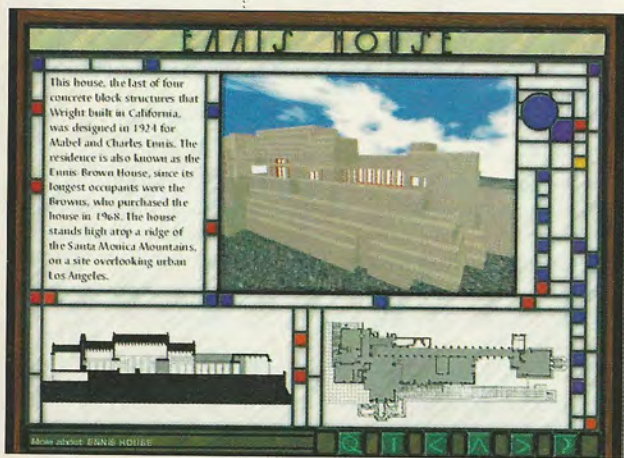 ENNIS HOUSE
This house, the last of four
concrete block structures that
Wright built in California,
was designed in 1924 for
Mabel and Charles Ennis. The
residence is also known as the
Ennis Brown House, since its
longest occupants were the
Browns, who purchased the
house in 1968. The house
stands high atop a ridge of
the Santa Monica Mountains,
on a site overlooking urban
Los Angeles.
More about: ENNIS HOUSE
?